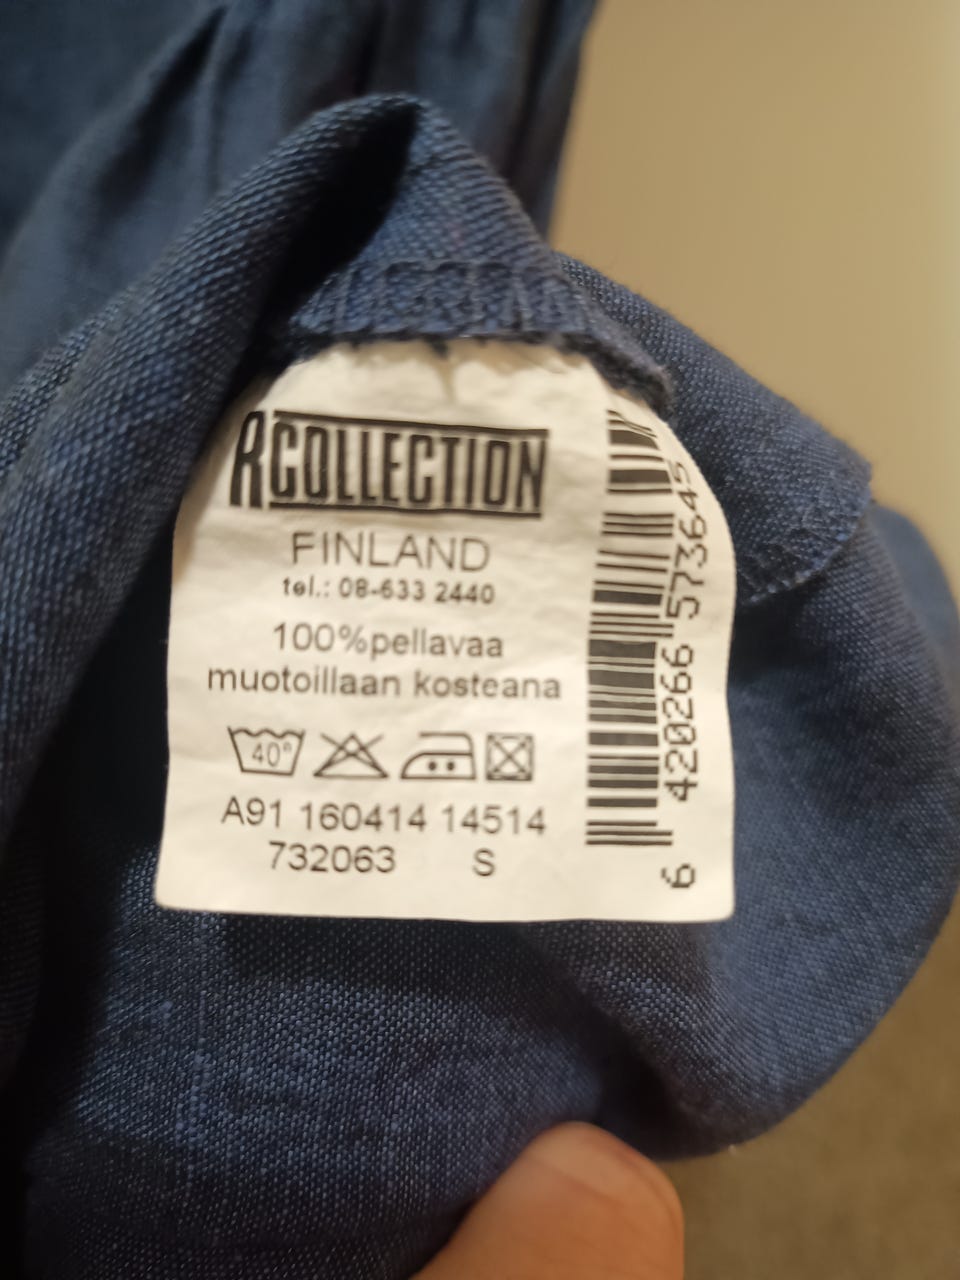 RCOLLECTION
FINLAND
tel.: 08-633 2440
100%pellavaa
muotoillaan kosteana
40°
A91 160414 14514
732063 S
6 420266 573645